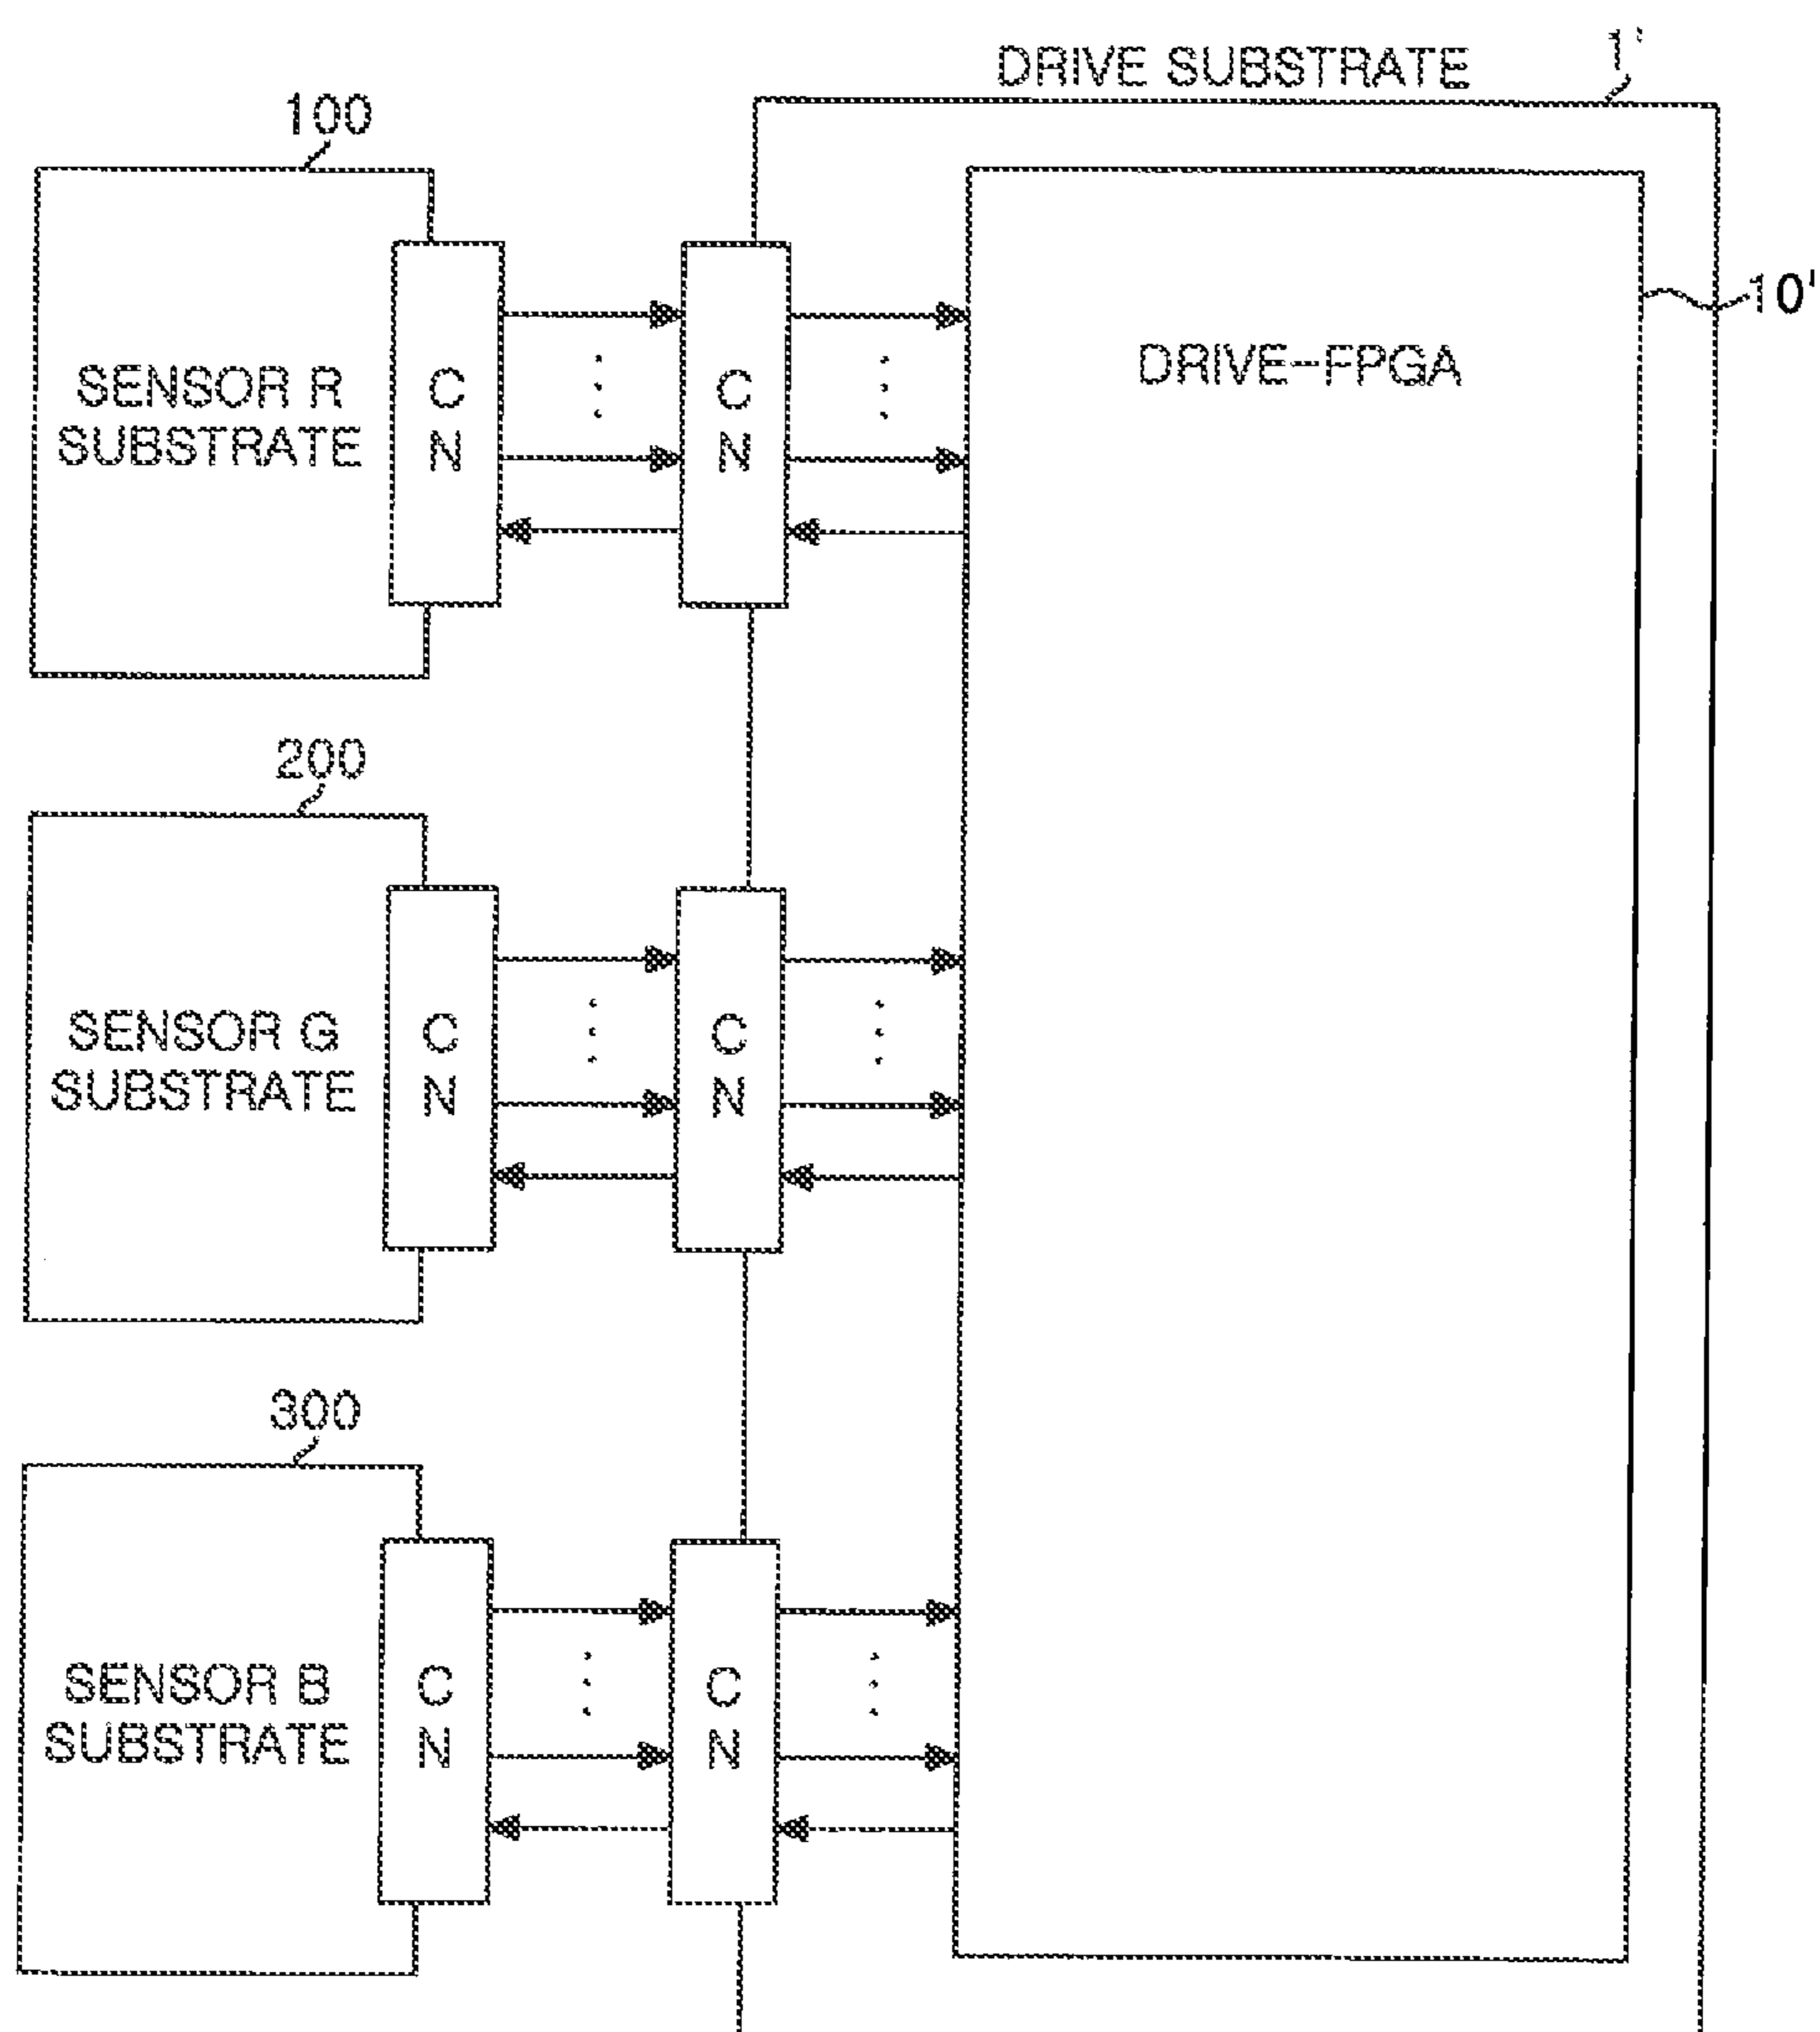 DRIVE SUBSTRATE
1'
100
10'
DRIVE-FPGA
SENSOR R
SUBSTRATE
C
N
C
N
200
SENSOR G
SUBSTRATE
C
N
C
N
300
SENSOR B
SUBSTRATE
C
N
C
N